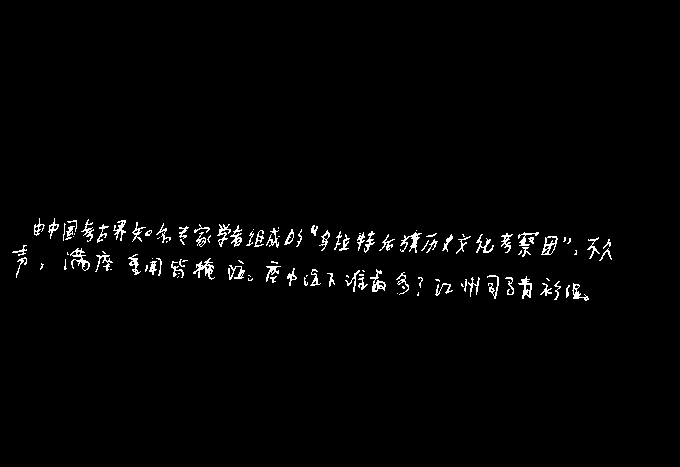 由中国考古界知名专家学者组成的“乌拉特后旗历史文化考察团”，不久
声，满座重闻皆掩泣。座中泣下谁最多？江州司马青衫湿。